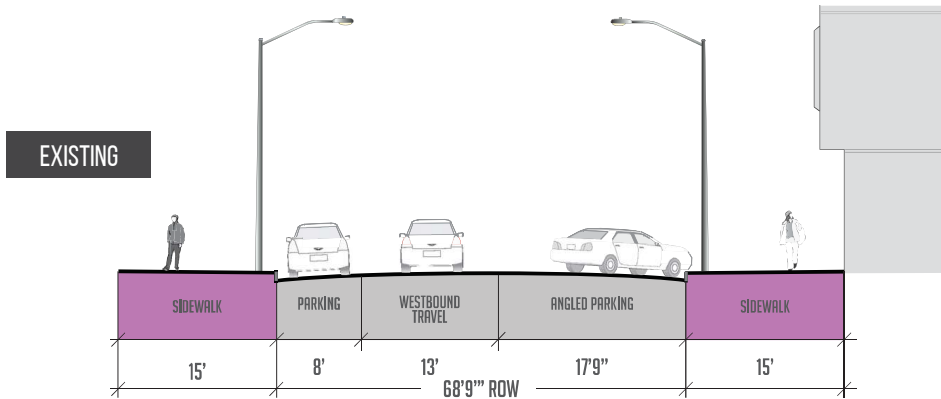 EXISTING
SIDEWALK
PARKING
WESTBOUND
TRAVEL
ANGLED PARKING
SIDEWALK
15'
8'
13'
17'9"
15'
68'9"' ROW